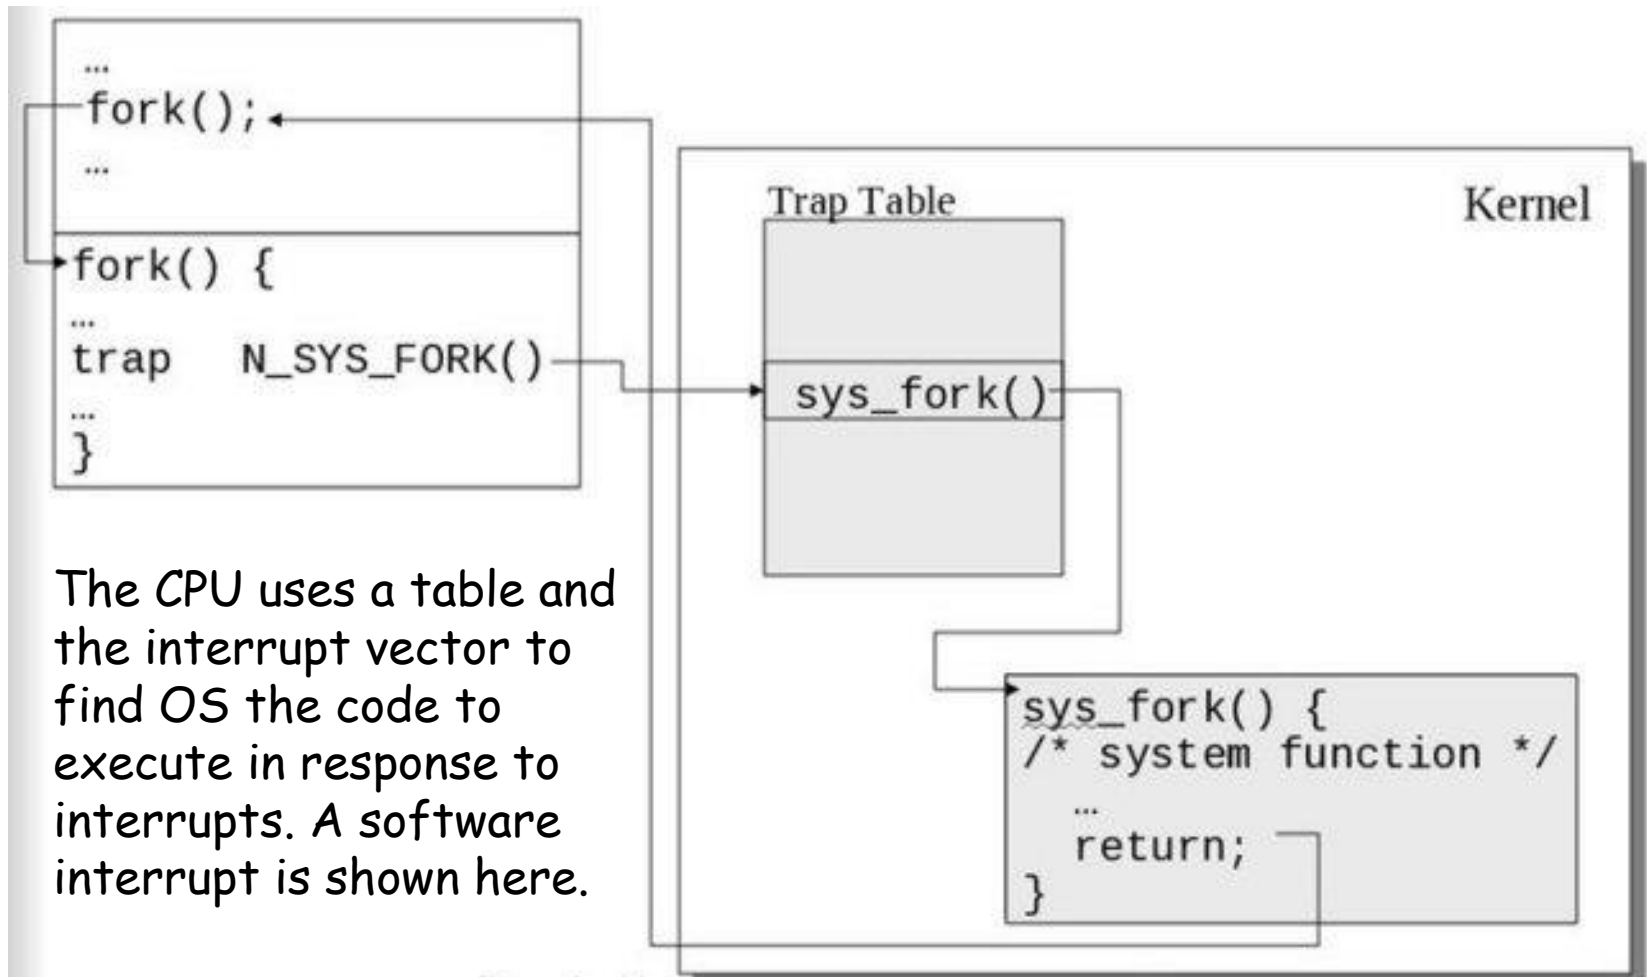 ...
fork();
...
fork() {
...
trap N_SYS_FORK()
...
}
The CPU uses a table and
the interrupt vector to
find OS the code to
execute in response to
interrupts. A software
interrupt is shown here.
Trap Table
Kernel
sys_fork()
sys_fork() {
/* system function */
...
return;
}